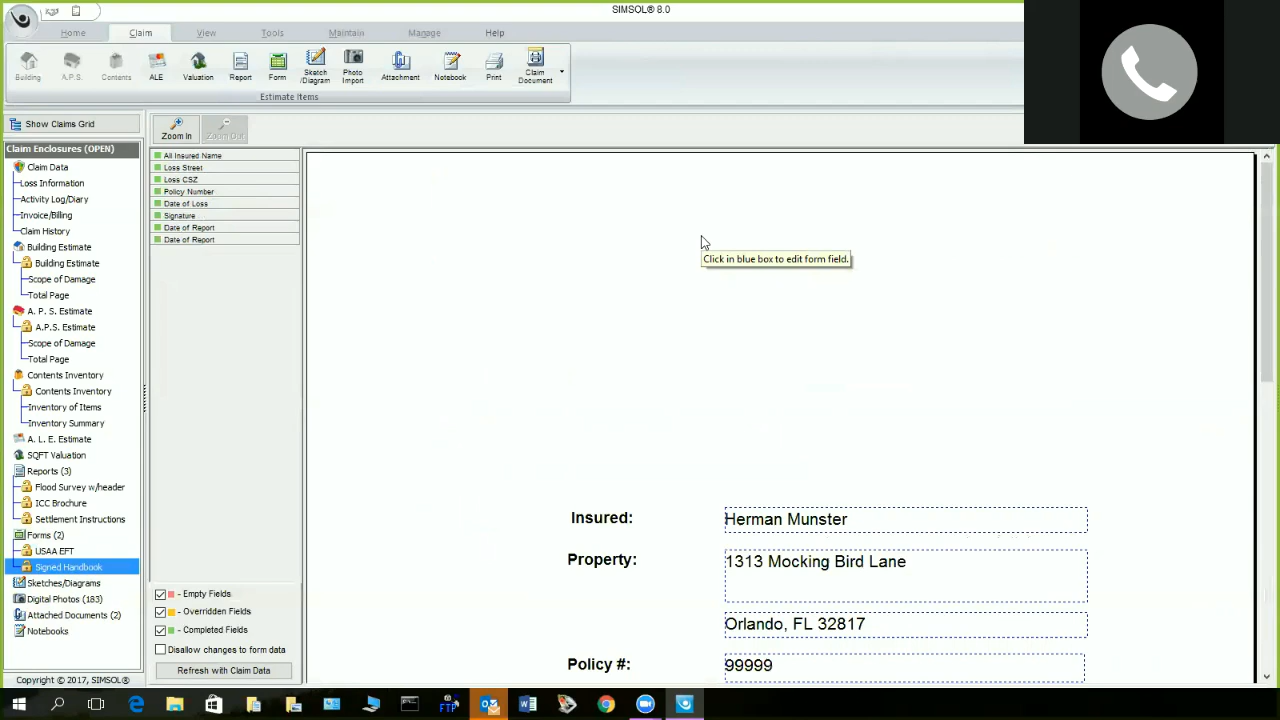 SIMSOL® 8.0
Home
Claim
View
Tools
Maintain
Manage
Help
Building
A.P.S.
Contents
ALE
Valuation
Report
Form
Sketch
/Diagram
Photo
Import
Attachment
Notebook
Print
Claim
Document
Estimate Items
Show Claims Grid
Zoom In
Zoom Out
Claim Enclosures (OPEN)
Claim Data
Loss Information
Activity Log/Diary
Invoice/Billing
Claim History
Building Estimate
Building Estimate
Scope of Damage
Total Page
A. P. S. Estimate
A.P.S. Estimate
Scope of Damage
Total Page
Contents Inventory
Contents Inventory
Inventory of Items
Inventory Summary
A. L. E. Estimate
SQFT Valuation
Reports (3)
Flood Survey w/header
ICC Brochure
Settlement Instructions
Forms (2)
USAA EFT
Signed Handbook
Sketches/Diagrams
Digital Photos (183)
Attached Documents (2)
Notebooks
Copyright © 2017, SIMSOL®
All Insured Name
Loss Street
Loss CSZ
Policy Number
Date of Loss
Signature
Date of Report
Date of Report
- Empty Fields
- Overridden Fields
- Completed Fields
Disallow changes to form data
Refresh with Claim Data
Click in blue box to edit form field.
Insured: Herman Munster
Property: 1313 Mocking Bird Lane
Orlando, FL 32817
Policy #: 99999
FTP